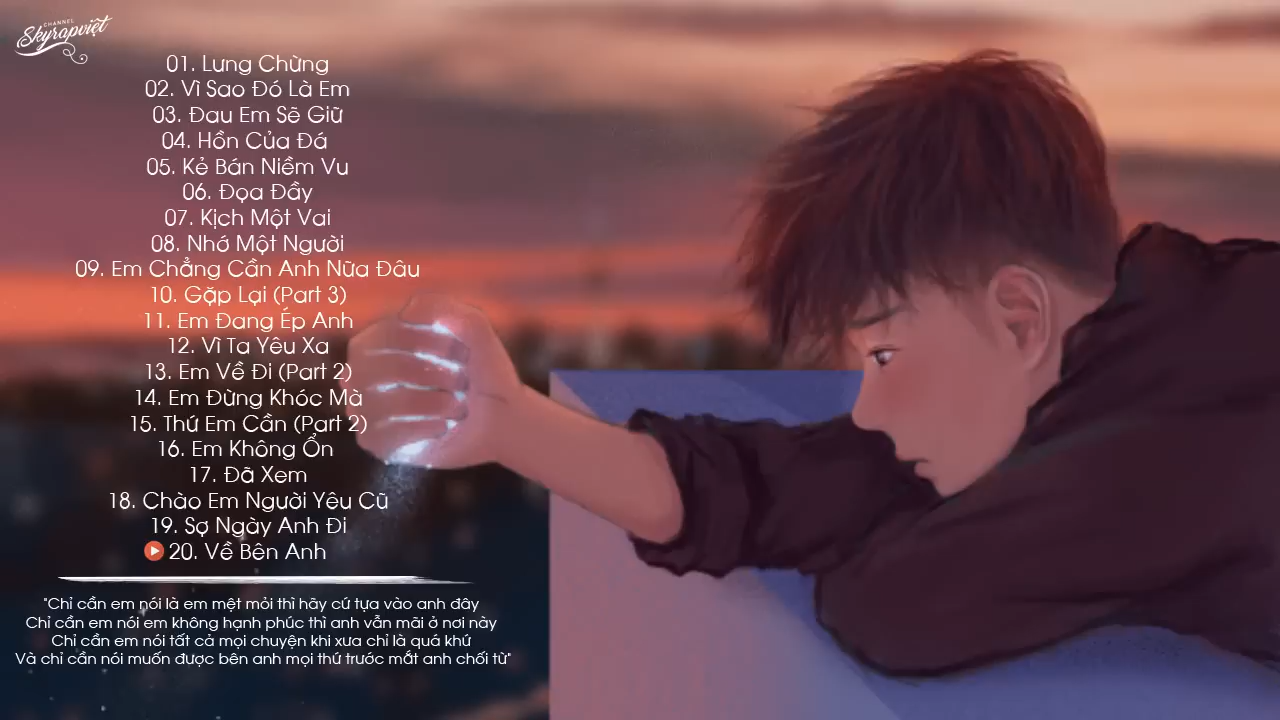 CHANNEL
Skyrapviệt
01. Lưng Chừng
02. Vì Sao Đó Là Em
03. Đau Em Sẽ Giữ
04. Hồn Của Đá
05. Kẻ Bán Niềm Vu
06. Đọa Đầy
07. Kịch Một Vai
08. Nhớ Một Người
09. Em Chẳng Cần Anh Nữa Đâu
10. Gặp Lại (Part 3)
11. Em Đang Ép Anh
12. Vì Ta Yêu Xa
13. Em Về Đi (Part 2)
14. Em Đừng Khóc Mà
15. Thứ Em Cần (Part 2)
16. Em Không Ổn
17. Đã Xem
18. Chào Em Người Yêu Cũ
19. Sợ Ngày Anh Đi
20. Về Bên Anh
"Chỉ cần em nói là em mệt mỏi thì hãy cứ tựa vào anh đây
Chỉ cần em nói em không hạnh phúc thì anh vẫn mãi ở nơi này
Chỉ cần em nói tất cả mọi chuyện khi xưa chỉ là quá khứ
Và chỉ cần nói muốn được bên anh mọi thứ trước mắt anh chối từ"